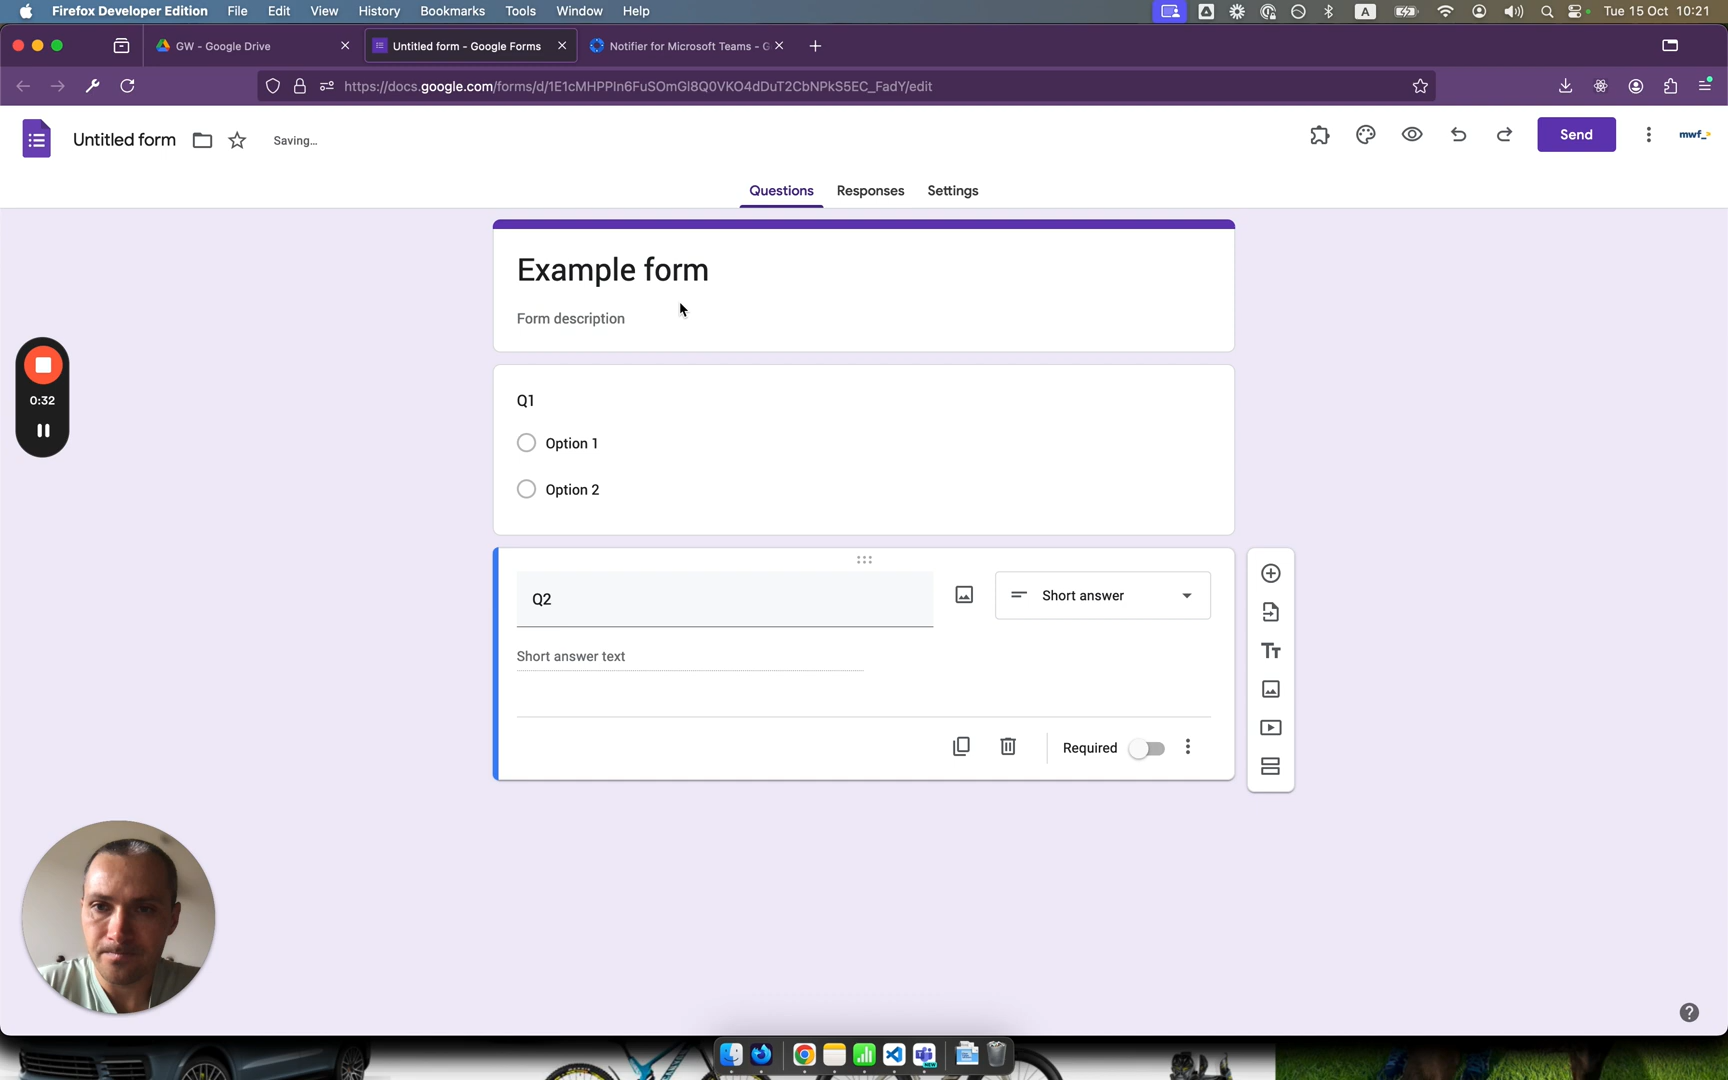 Firefox Developer Edition File Edit View History Bookmarks Tools Window Help A Tue 15 Oct 10:21
GW - Google Drive Untitled form - Google Forms Notifier for Microsoft Teams - G
https://docs.google.com/forms/d/1E1cMHPPIn6FuSOmGI8Q0VKO4dDuT2CbNPkS5EC_FadY/edit
Untitled form Saving... Send mwf_>
Questions Responses Settings
Example form
Form description
0:32
Q1
Option 1
Option 2
Q2 Short answer
Tт
Short answer text
Required
NEW